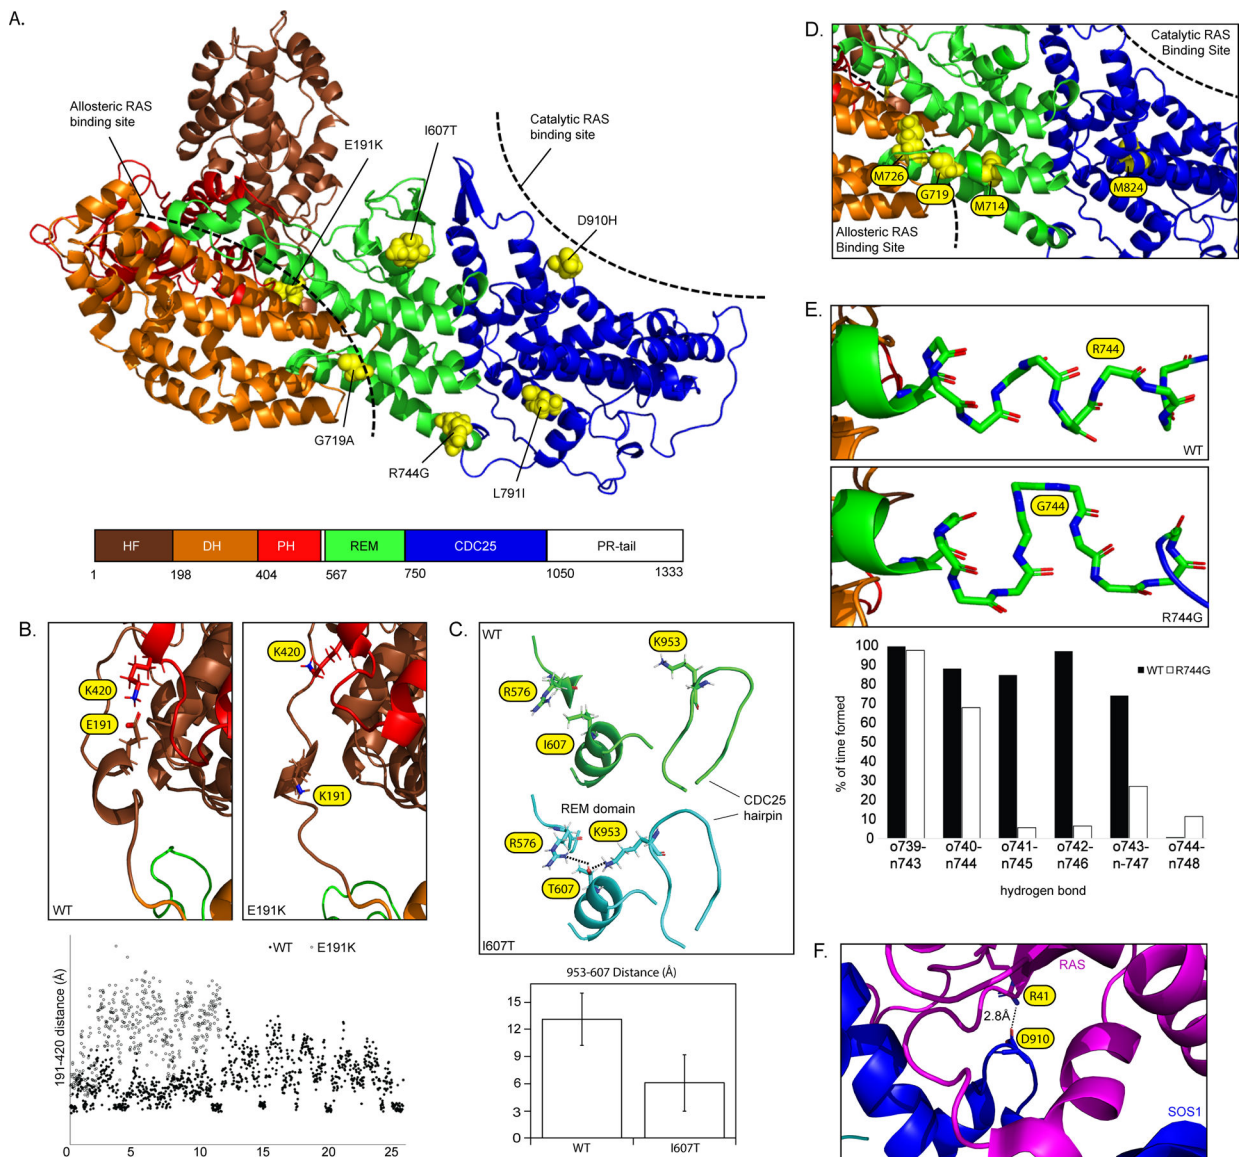 A.
Allosteric RAS
binding site
E191K
I607T
Catalytic RAS
binding site
D910H
G719A
R744G
L791I
HF
DH
PH
REM
CDC25
PR-tail
1
198
404
567
750
1050
1333
B.
K420
E191
WT
K420
K191
E191K
WT
E191K
191-420 distance (Å)
0
5
10
15
20
25
C.
WT
K953
R576
I607
CDC25
hairpin
REM domain
K953
R576
T607
I607T
953-607 Distance (Å)
15
12
9
6
3
0
WT
I607T
D.
Catalytic RAS
Binding Site
M726
G719
M714
M824
Allosteric RAS
Binding Site
E.
R744
WT
G744
R744G
WT
R744G
% of time formed
100
90
80
70
60
50
40
30
20
10
0
o739-
n743
o740-
n744
o741-
n745
o742-
n746
o743-
n-747
o744-
n748
hydrogen bond
F.
RAS
R41
2.8Å
D910
SOS1